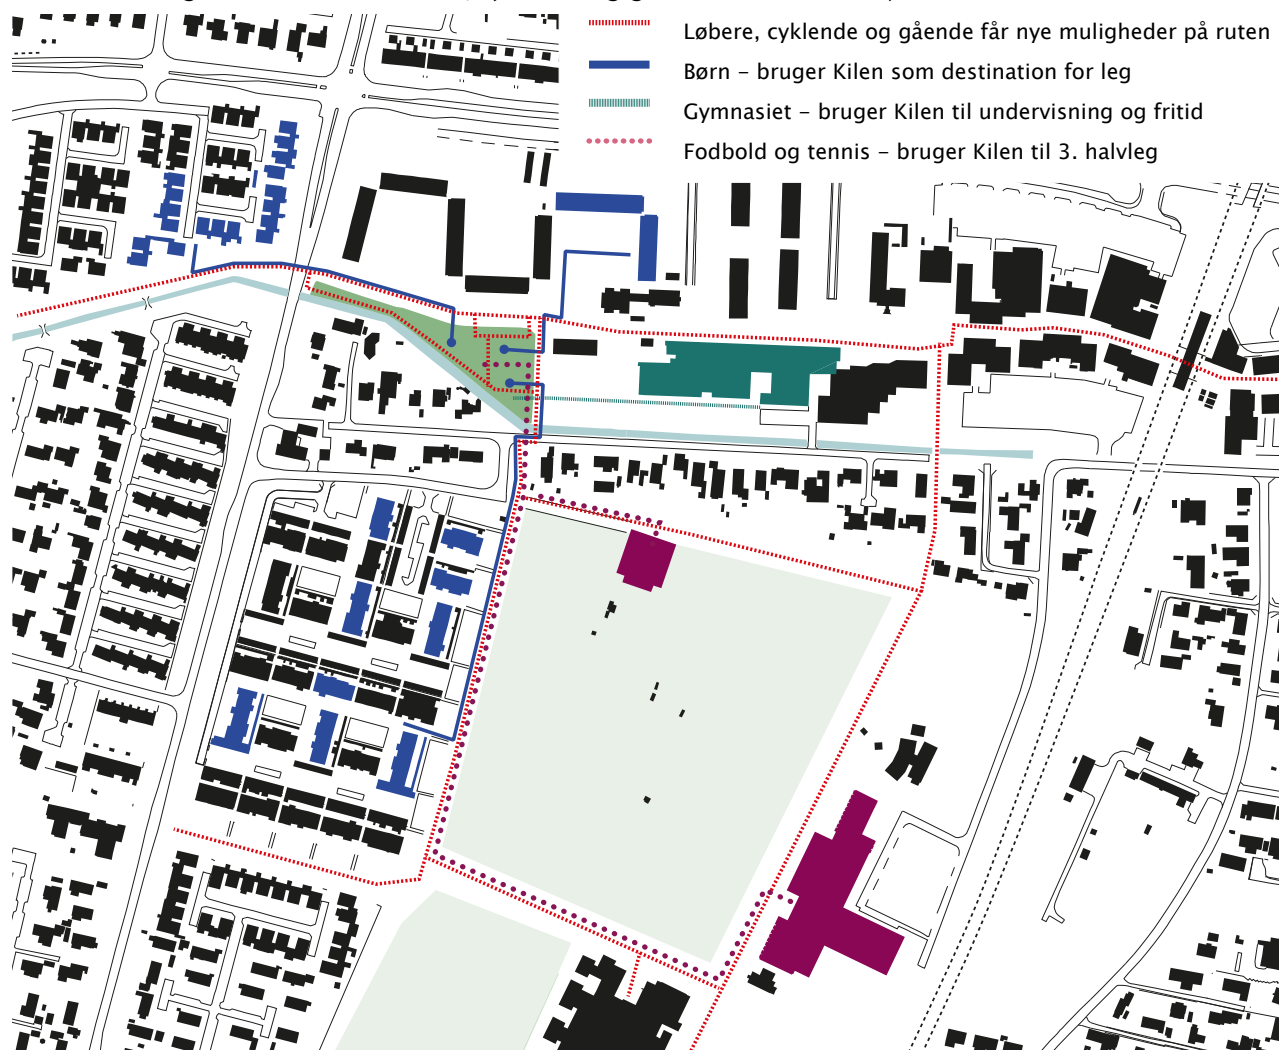 Løbere, cyklende og gående får nye muligheder på ruten
Børn – bruger Kilen som destination for leg
Gymnasiet – bruger Kilen til undervisning og fritid
Fodbold og tennis – bruger Kilen til 3. halvleg